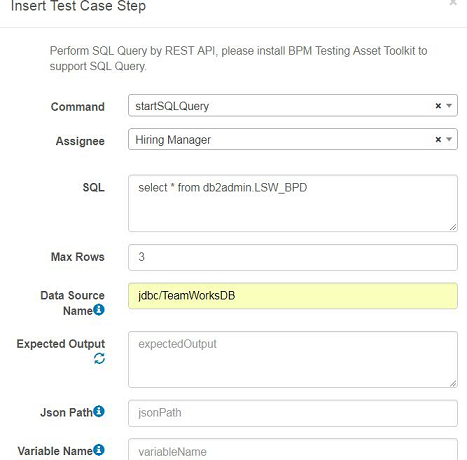 Insert Test Case Step
×
Perform SQL Query by REST API, please install BPM Testing Asset Toolkit to
support SQL Query.
Command startSQLQuery ×
Assignee Hiring Manager ×
SQL select * from db2admin.LSW_BPD
Max Rows 3
Data Source jdbc/TeamWorksDB
Name
Expected Output expectedOutput
Json Path jsonPath
Variable Name variableName